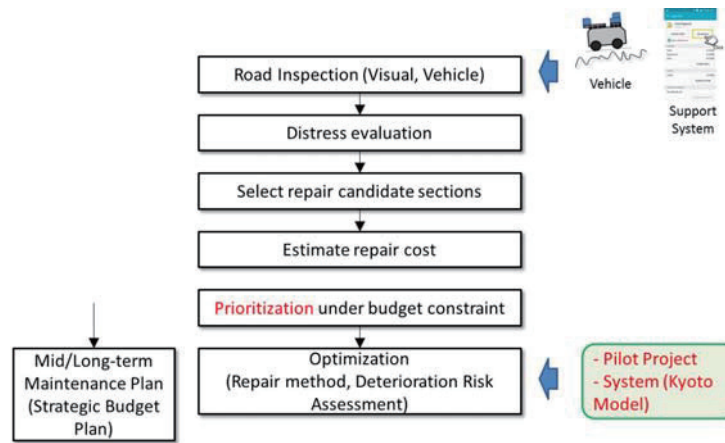 Road Inspection (Visual, Vehicle)
Vehicle
Support
System
Distress evaluation
Select repair candidate sections
Estimate repair cost
Prioritization under budget constraint
Mid/Long-term
Maintenance Plan
(Strategic Budget
Plan)
Optimization
(Repair method, Deterioration Risk
Assessment)
- Pilot Project
- System (Kyoto
Model)